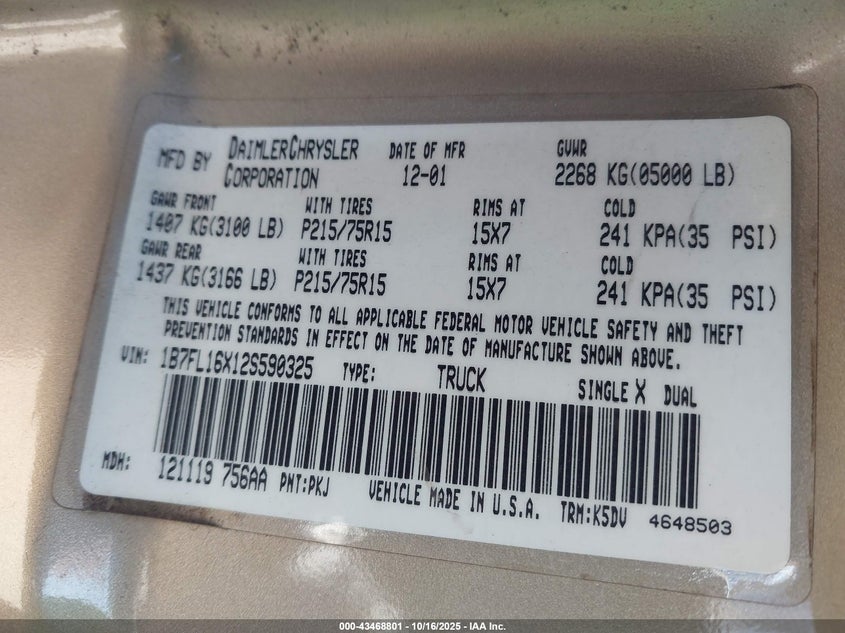 MFD BY DAIMLERCHRYSLER CORPORATION DATE OF MFR 12-01 GVWR 2268 KG(05000 LB)
GAWR FRONT WITH TIRES RIMS AT COLD
1407 KG(3100 LB) P215/75R15 15X7 241 KPA(35 PSI)
GAWR REAR WITH TIRES RIMS AT COLD
1437 KG(3166 LB) P215/75R15 15X7 241 KPA(35 PSI)
THIS VEHICLE CONFORMS TO ALL APPLICABLE FEDERAL MOTOR VEHICLE SAFETY AND THEFT
PREVENTION STANDARDS IN EFFECT ON THE DATE OF MANUFACTURE SHOWN ABOVE.
VIN: 1B7FL16X12S590325 TYPE: TRUCK SINGLE X DUAL
MDH: 121119 756AA PNT:PKJ VEHICLE MADE IN U.S.A. TRM:K5DV 4648503
000-43468801 - 10/16/2025 - IAA Inc.